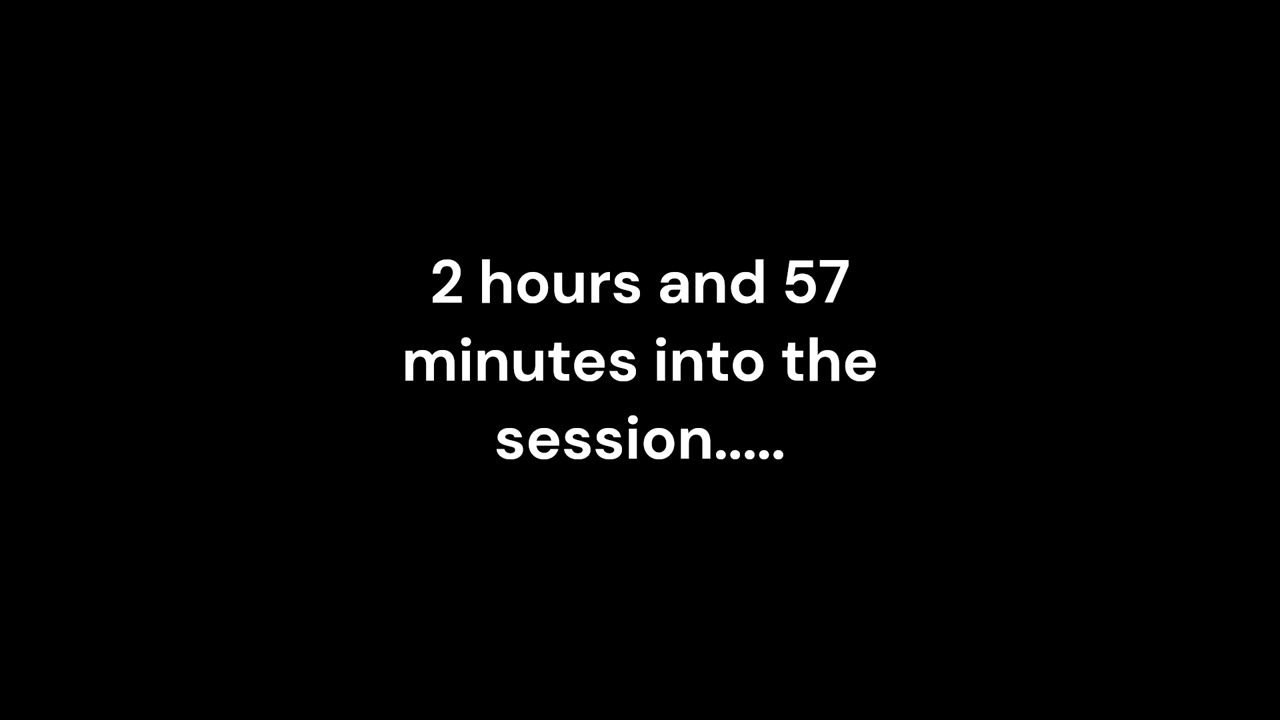 2 hours and 57
minutes into the
session.....